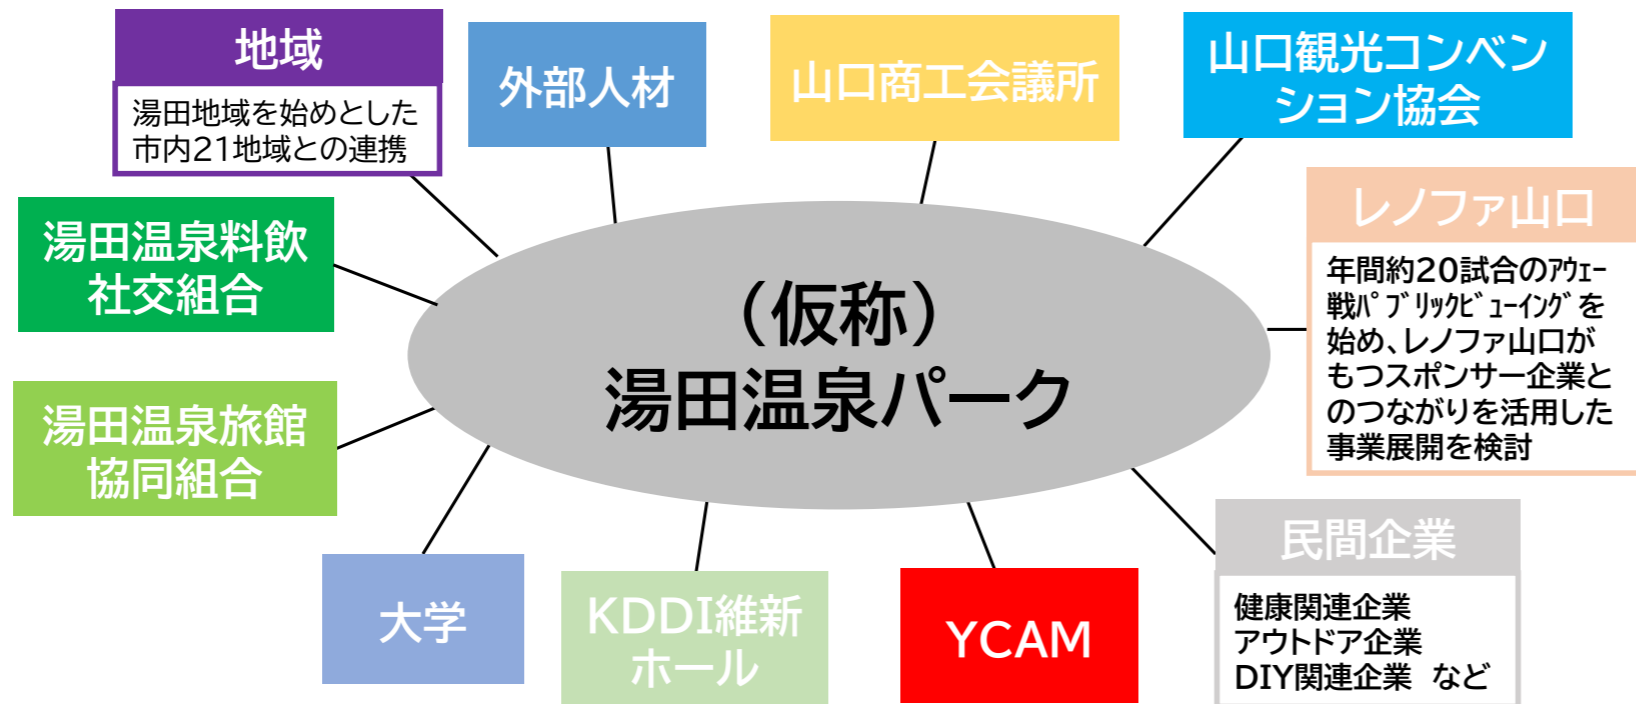 地域
湯田地域を始めとした
市内21地域との連携
外部人材
山口商工会議所
山口観光コンベン
ション協会
湯田温泉料飲
社交組合
レノファ山口
年間約20試合のｱｳｪｰ
戦ﾊﾟﾌﾞﾘｯｸﾋﾞｭｰｲﾝｸﾞを
始め、レノファ山口が
もつスポンサー企業と
のつながりを活用した
事業展開を検討
（仮称）
湯田温泉パーク
湯田温泉旅館
協同組合
大学
KDDI維新
ホール
YCAM
民間企業
健康関連企業
アウトドア企業
DIY関連企業　など